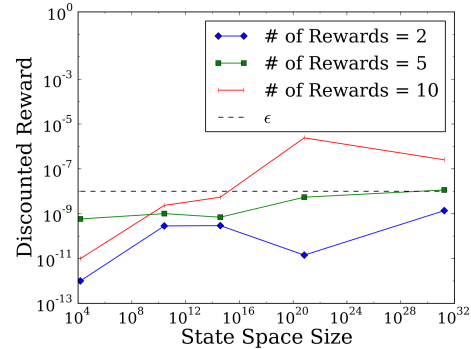 10^0
10^-3
10^-5
10^-7
10^-9
10^-11
10^-13
Discounted Reward
# of Rewards = 2
# of Rewards = 5
# of Rewards = 10
ϵ
10^4 10^8 10^12 10^16 10^20 10^24 10^28 10^32
State Space Size